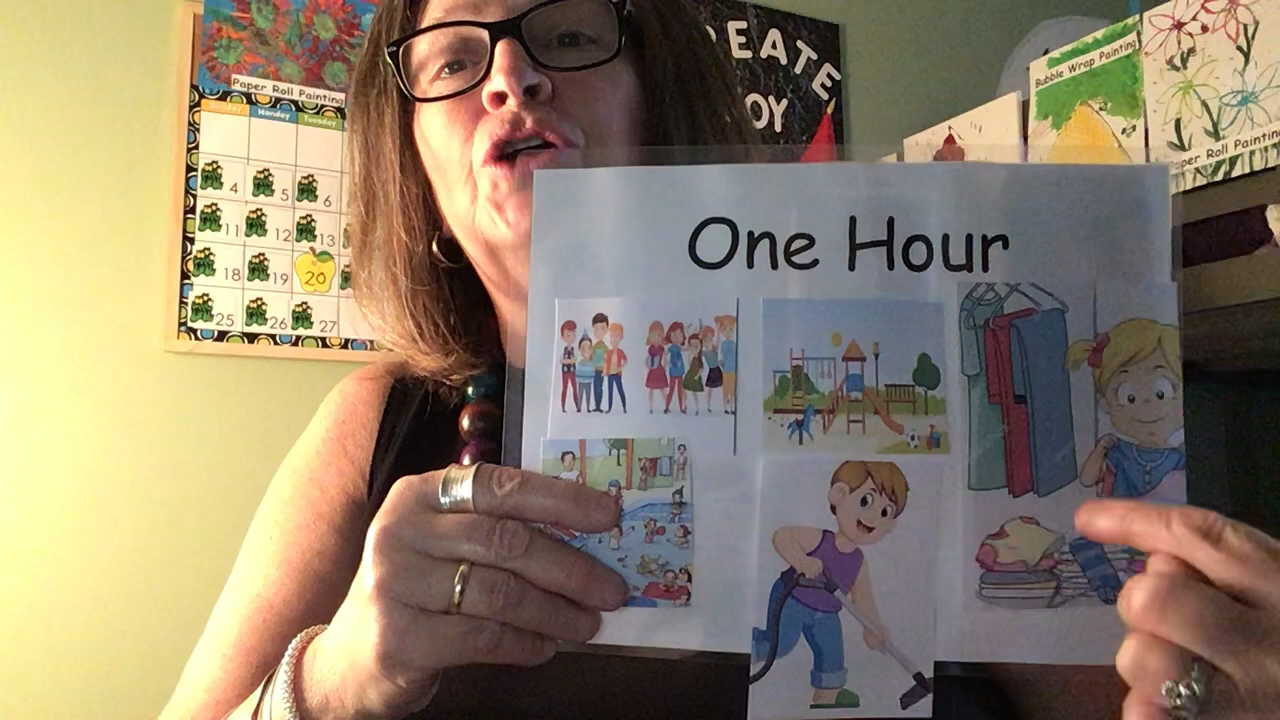 Paper Roll Painting
Sunday Monday Tuesday
4 5 6
11 12 13
18 19 20
25 26 27
EATE
OY
Bubble Wrap Painting
Paper Roll Painting
One Hour